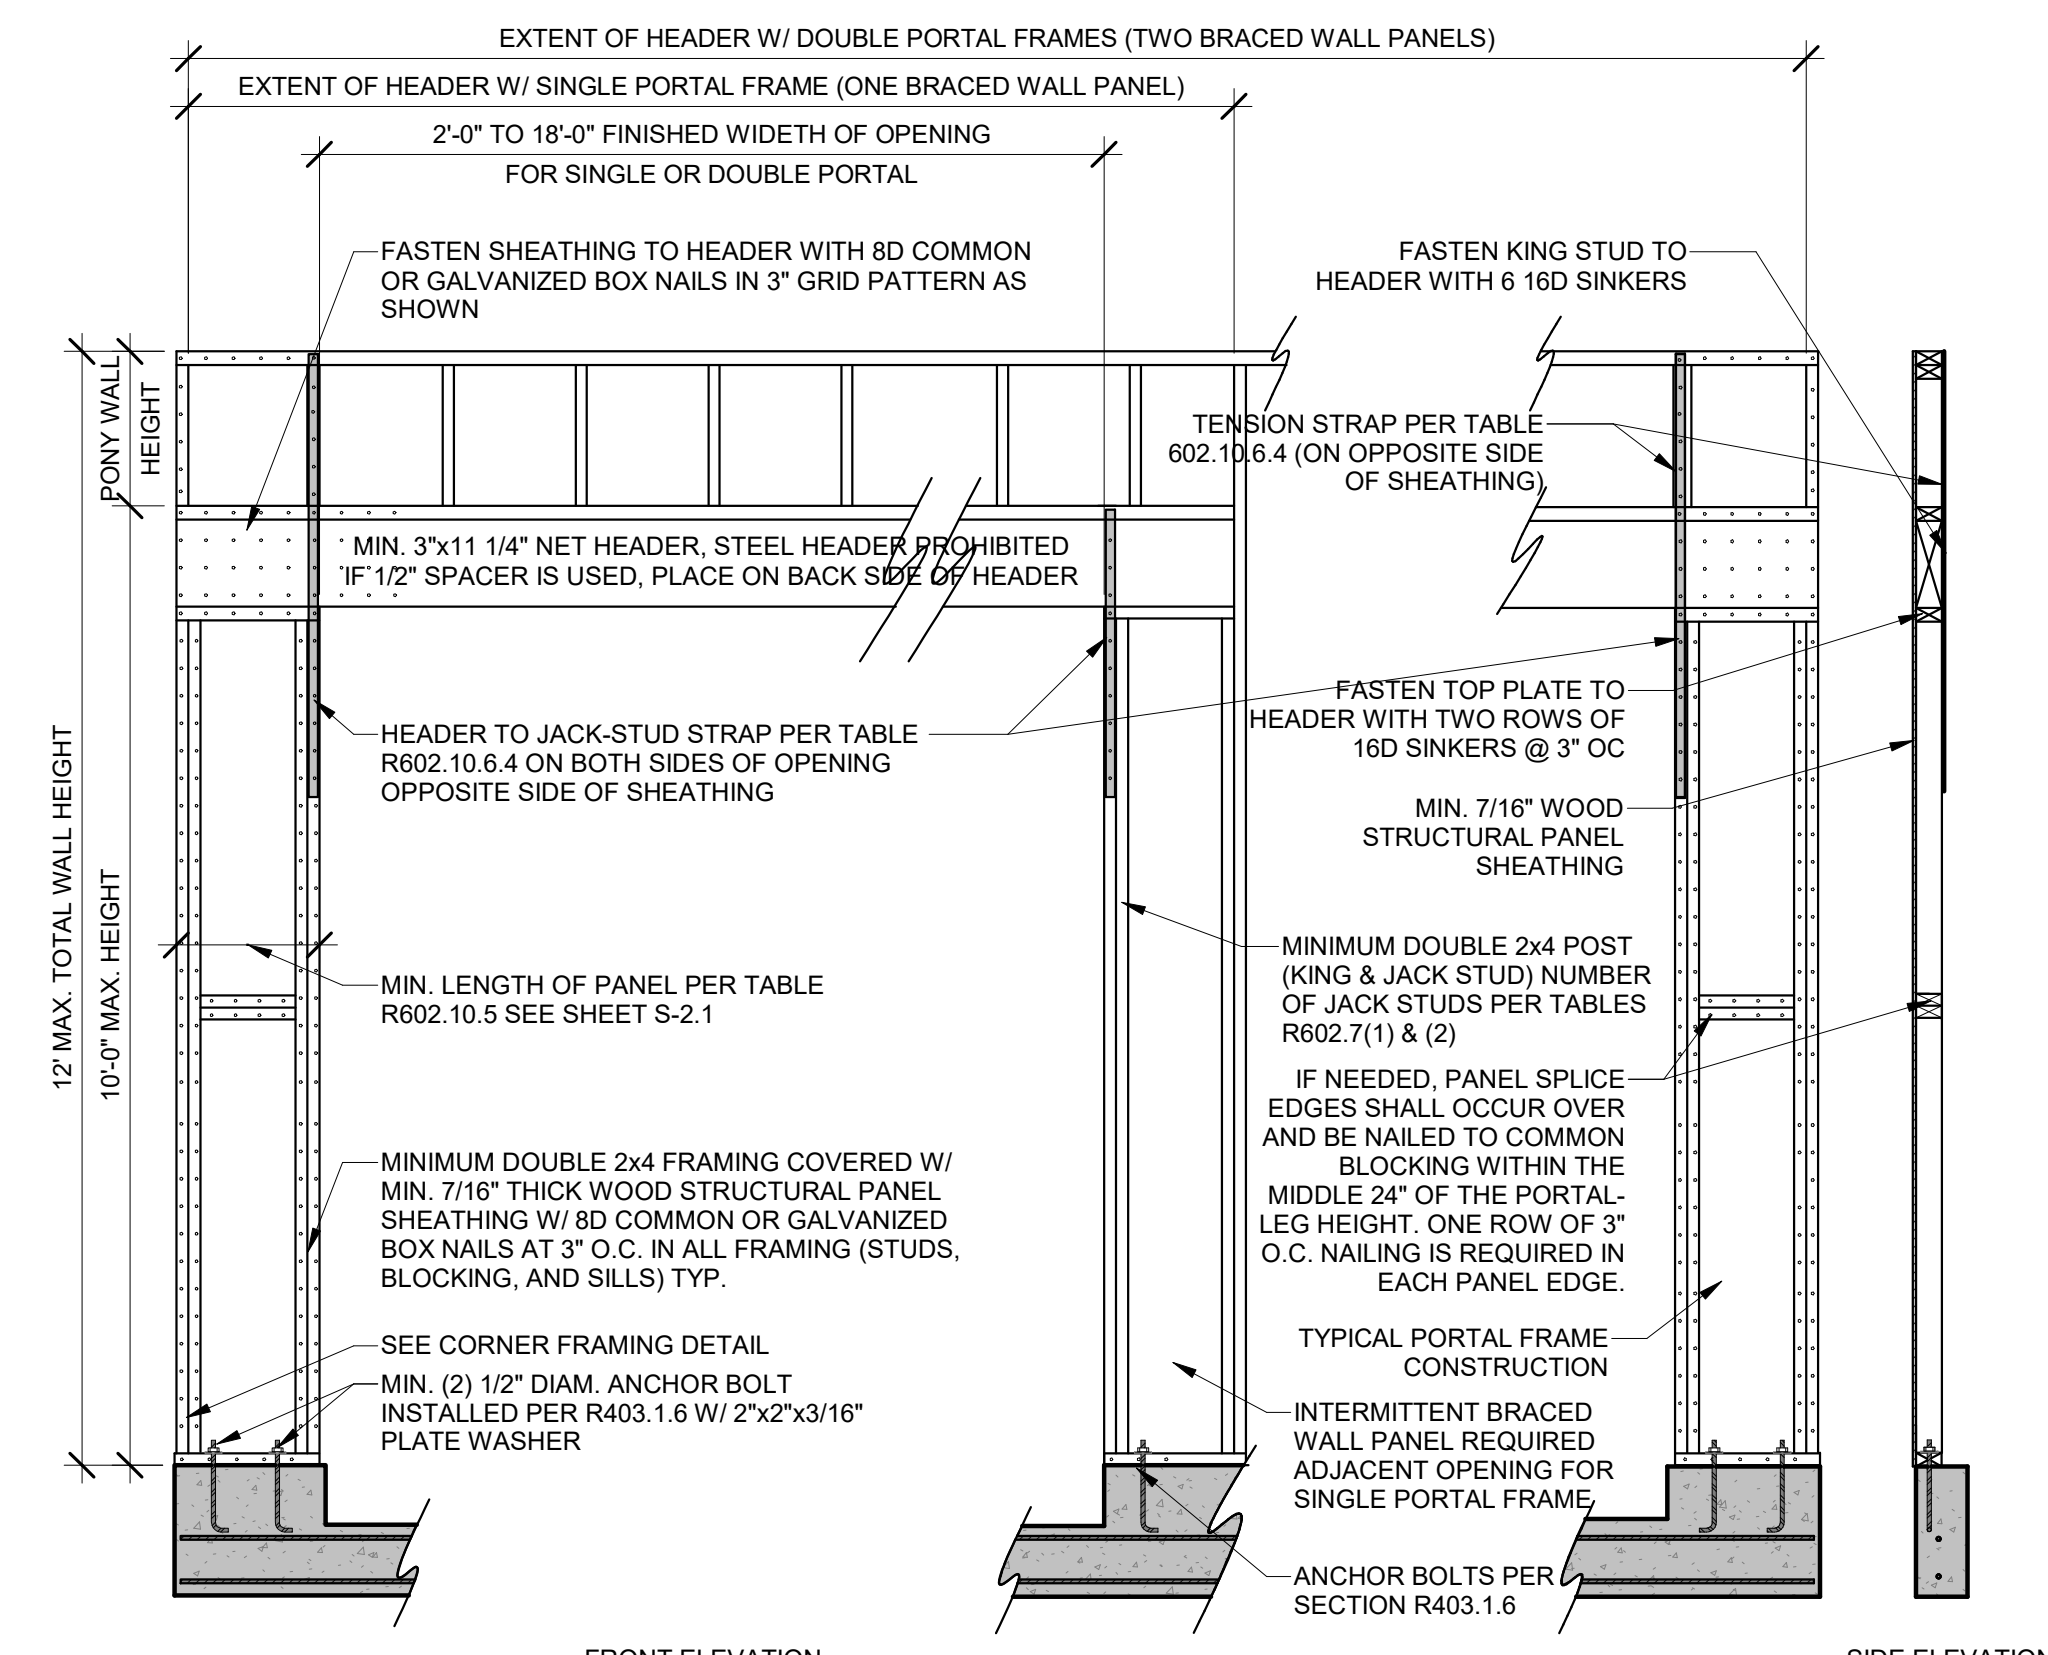 EXTENT OF HEADER W/ DOUBLE PORTAL FRAMES (TWO BRACED WALL PANELS)
EXTENT OF HEADER W/ SINGLE PORTAL FRAME (ONE BRACED WALL PANEL)
2'-0" TO 18'-0" FINISHED WIDETH OF OPENING
FOR SINGLE OR DOUBLE PORTAL
FASTEN SHEATHING TO HEADER WITH 8D COMMON
OR GALVANIZED BOX NAILS IN 3" GRID PATTERN AS
SHOWN
FASTEN KING STUD TO
HEADER WITH 6 16D SINKERS
PONY WALL
HEIGHT
TENSION STRAP PER TABLE
602.10.6.4 (ON OPPOSITE SIDE
OF SHEATHING)
MIN. 3"x11 1/4" NET HEADER, STEEL HEADER PROHIBITED
IF 1/2" SPACER IS USED, PLACE ON BACK SIDE OF HEADER
12' MAX. TOTAL WALL HEIGHT
10'-0" MAX. HEIGHT
HEADER TO JACK-STUD STRAP PER TABLE
R602.10.6.4 ON BOTH SIDES OF OPENING
OPPOSITE SIDE OF SHEATHING
FASTEN TOP PLATE TO
HEADER WITH TWO ROWS OF
16D SINKERS @ 3" OC
MIN. 7/16" WOOD
STRUCTURAL PANEL
SHEATHING
MIN. LENGTH OF PANEL PER TABLE
R602.10.5 SEE SHEET S-2.1
MINIMUM DOUBLE 2x4 POST
(KING & JACK STUD) NUMBER
OF JACK STUDS PER TABLES
R602.7(1) & (2)
IF NEEDED, PANEL SPLICE
EDGES SHALL OCCUR OVER
AND BE NAILED TO COMMON
BLOCKING WITHIN THE
MIDDLE 24" OF THE PORTAL-
LEG HEIGHT. ONE ROW OF 3"
O.C. NAILING IS REQUIRED IN
EACH PANEL EDGE.
MINIMUM DOUBLE 2x4 FRAMING COVERED W/
MIN. 7/16" THICK WOOD STRUCTURAL PANEL
SHEATHING W/ 8D COMMON OR GALVANIZED
BOX NAILS AT 3" O.C. IN ALL FRAMING (STUDS,
BLOCKING, AND SILLS) TYP.
SEE CORNER FRAMING DETAIL
MIN. (2) 1/2" DIAM. ANCHOR BOLT
INSTALLED PER R403.1.6 W/ 2"x2"x3/16"
PLATE WASHER
TYPICAL PORTAL FRAME
CONSTRUCTION
INTERMITTENT BRACED
WALL PANEL REQUIRED
ADJACENT OPENING FOR
SINGLE PORTAL FRAME
ANCHOR BOLTS PER
SECTION R403.1.6
FRONT ELEVATION
SIDE ELEVATION